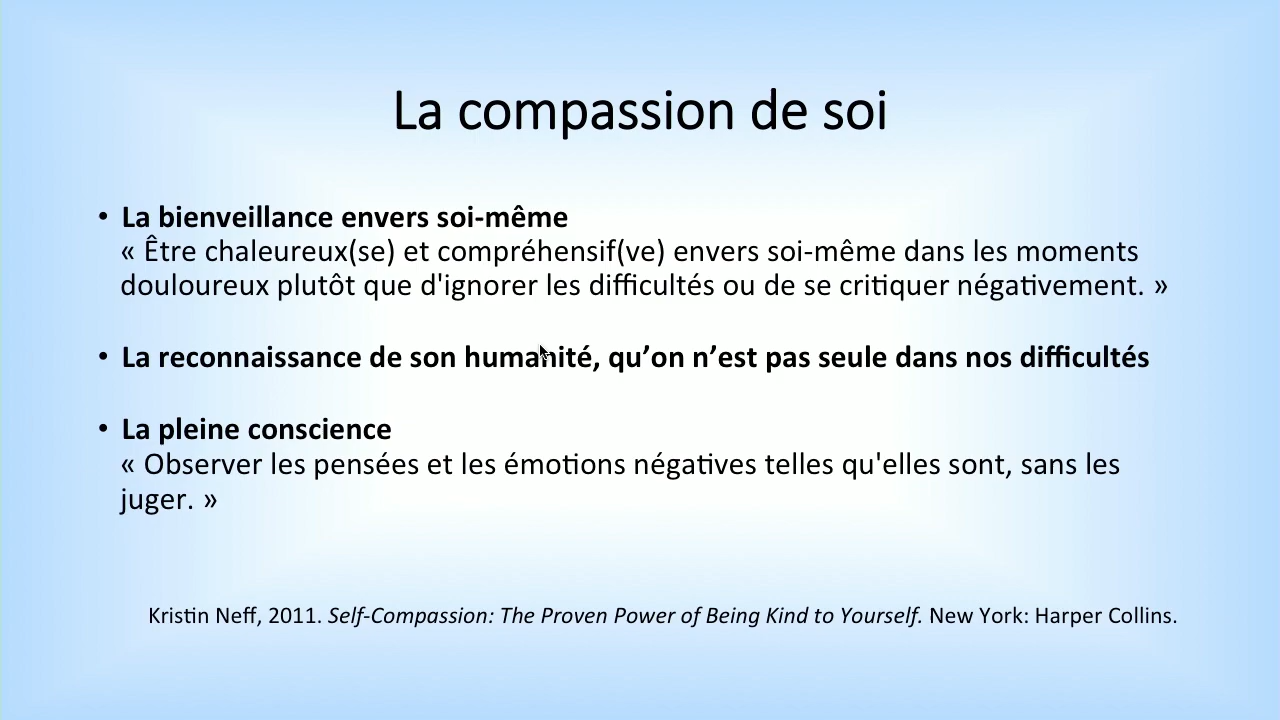 La compassion de soi
• La bienveillance envers soi-même
« Être chaleureux(se) et compréhensif(ve) envers soi-même dans les moments
douloureux plutôt que d'ignorer les difficultés ou de se critiquer négativement. »
• La reconnaissance de son humanité, qu’on n’est pas seule dans nos difficultés
• La pleine conscience
« Observer les pensées et les émotions négatives telles qu'elles sont, sans les
juger. »
Kristin Neff, 2011. Self-Compassion: The Proven Power of Being Kind to Yourself. New York: Harper Collins.